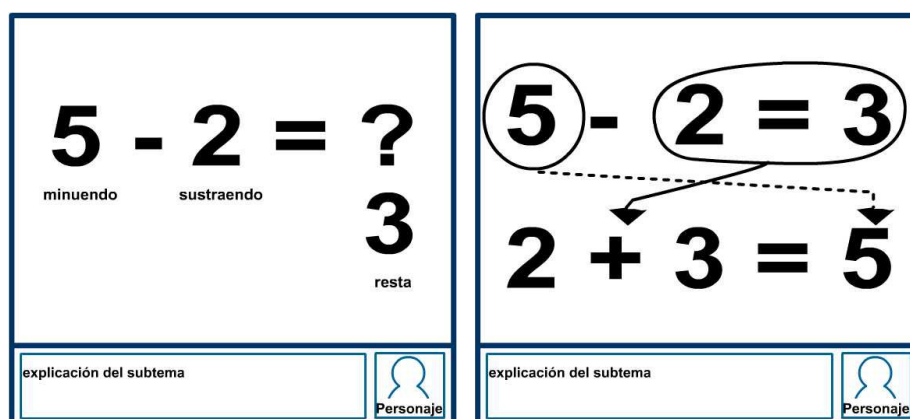 5 - 2 = ?
minuendo sustraendo
3
resta
explicación del subtema
Personaje
5 - 2 = 3
2 + 3 = 5
explicación del subtema
Personaje